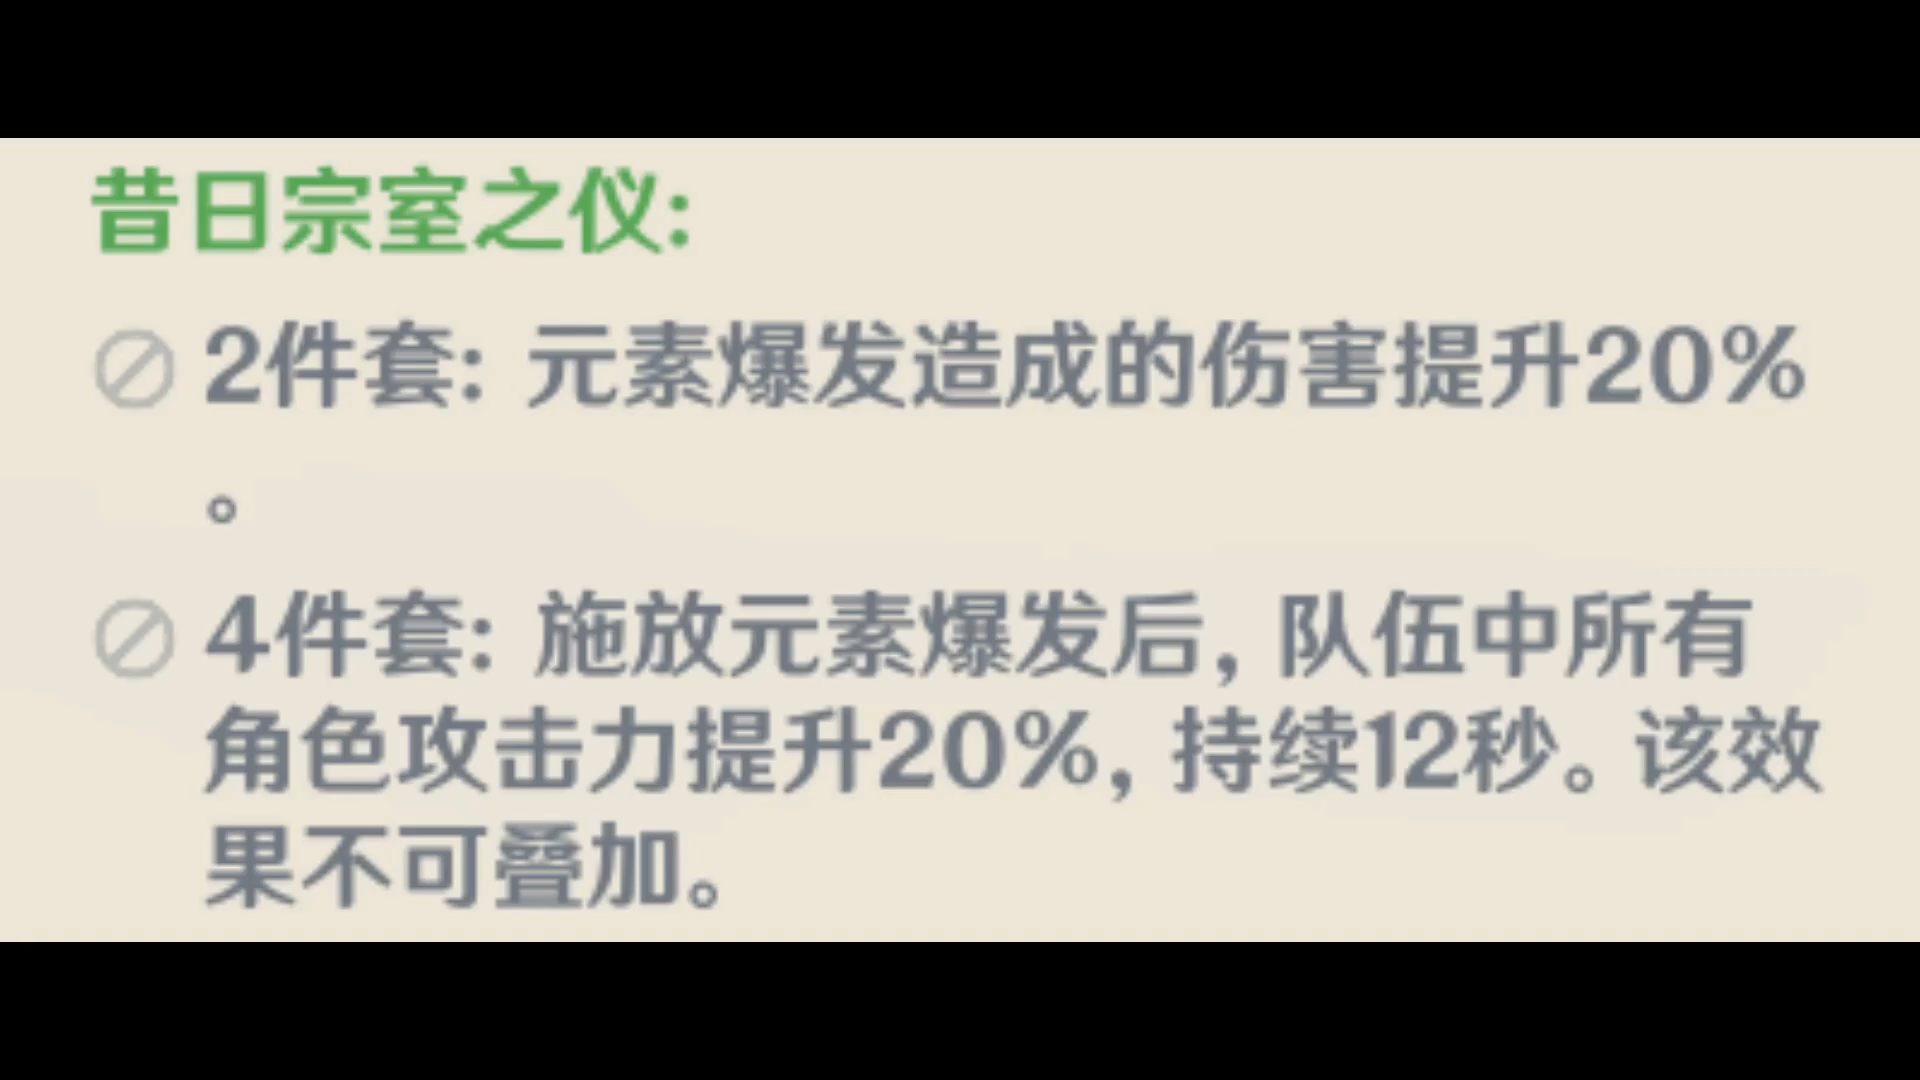 昔日宗室之仪:
2件套: 元素爆发造成的伤害提升20%
。
4件套: 施放元素爆发后, 队伍中所有
角色攻击力提升20%, 持续12秒。该效
果不可叠加。